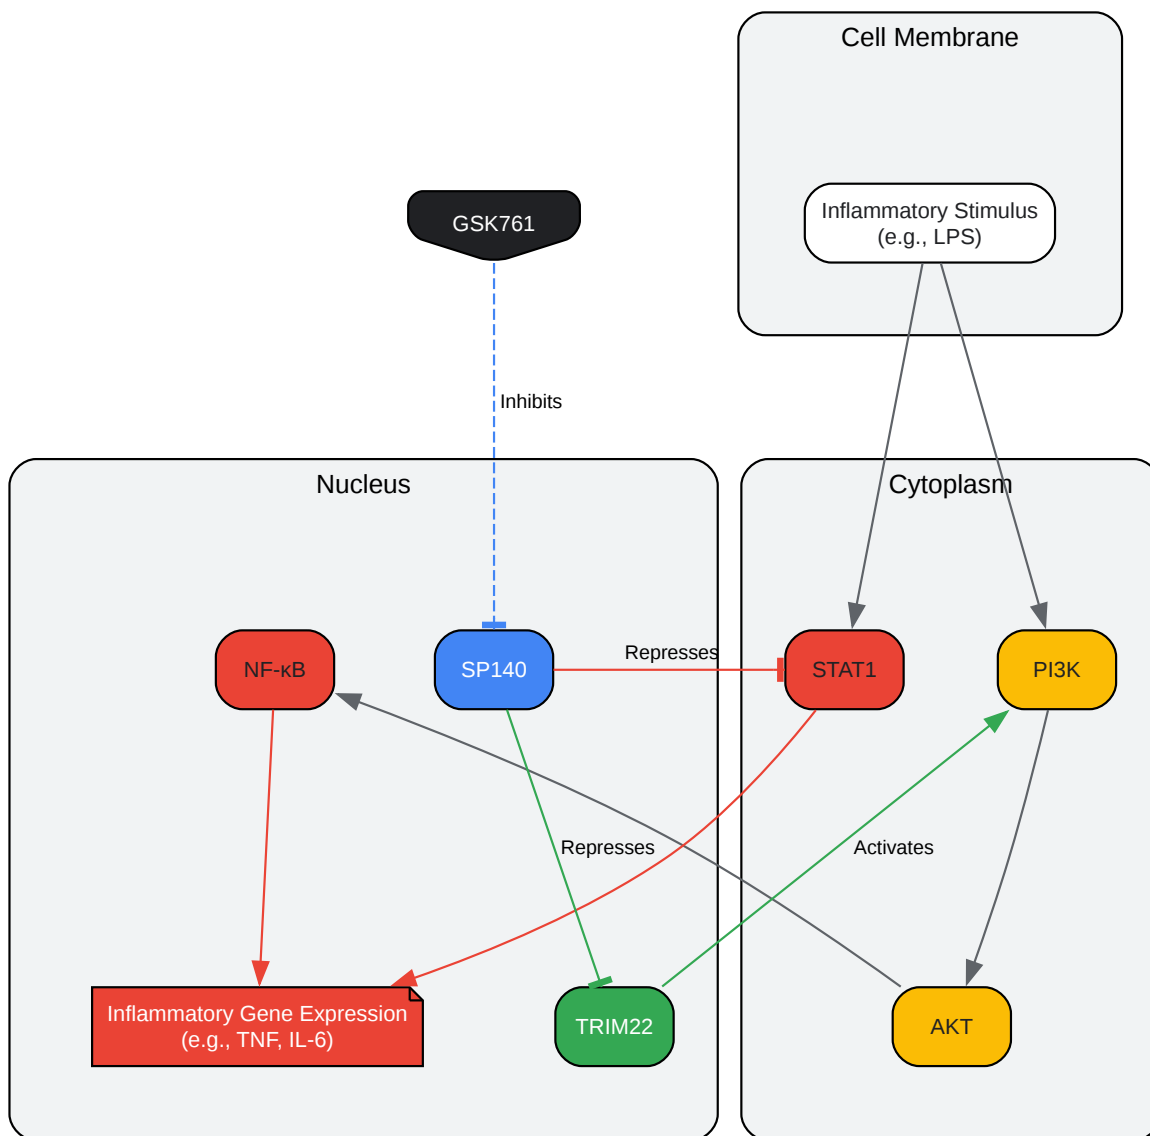 Cell Membrane
Inflammatory Stimulus
(e.g., LPS)
GSK761
Inhibits
Nucleus
Cytoplasm
NF-κB
SP140
Represses
STAT1
PI3K
Represses
Activates
Inflammatory Gene Expression
(e.g., TNF, IL-6)
TRIM22
AKT